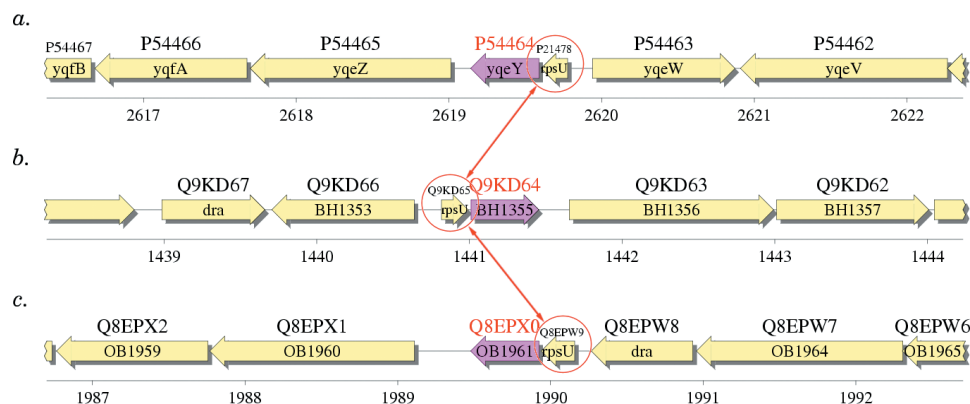 a.
P54467 P54466 P54465 P54464 P21478 P54463 P54462
yqfB yqfA yqeZ yqeY rpsU yqeW yqeV
2617 2618 2619 2620 2621 2622
b.
Q9KD67 Q9KD66 Q9KD65 Q9KD64 Q9KD63 Q9KD62
dra BH1353 rpsU BH1355 BH1356 BH1357
1439 1440 1441 1442 1443 1444
c.
Q8EPX2 Q8EPX1 Q8EPX0 Q8EPW9 Q8EPW8 Q8EPW7 Q8EPW6
OB1959 OB1960 OB1961 rpsU dra OB1964 OB1965
1987 1988 1989 1990 1991 1992